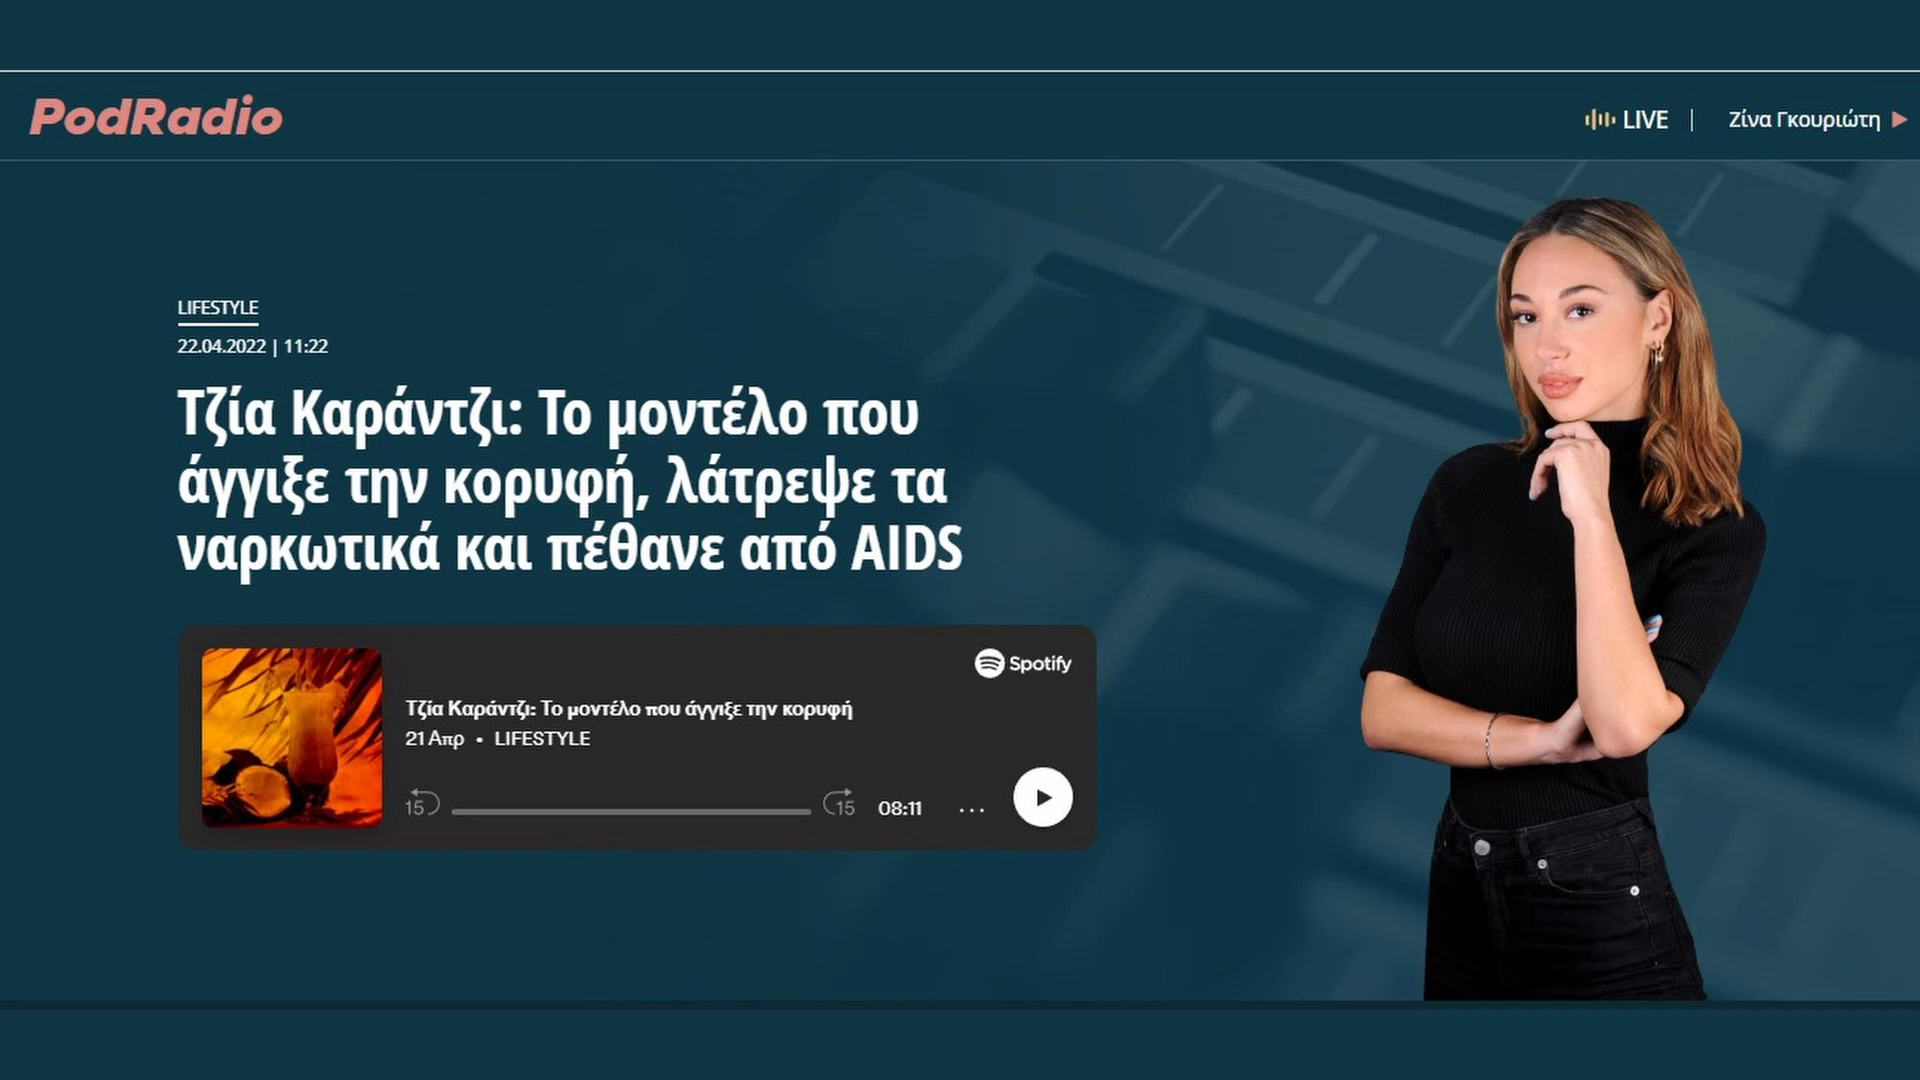 PodRadio
LIVE | Ζίνα Γκουριώτη
LIFESTYLE
22.04.2022 | 11:22
Τζία Καράντζι: Το μοντέλο που
άγγιξε την κορυφή, λάτρεψε τα
ναρκωτικά και πέθανε από AIDS
Spotify
Τζία Καράντζι: Το μοντέλο που άγγιξε την κορυφή
21 Απρ • LIFESTYLE
15 15 08:11 ...